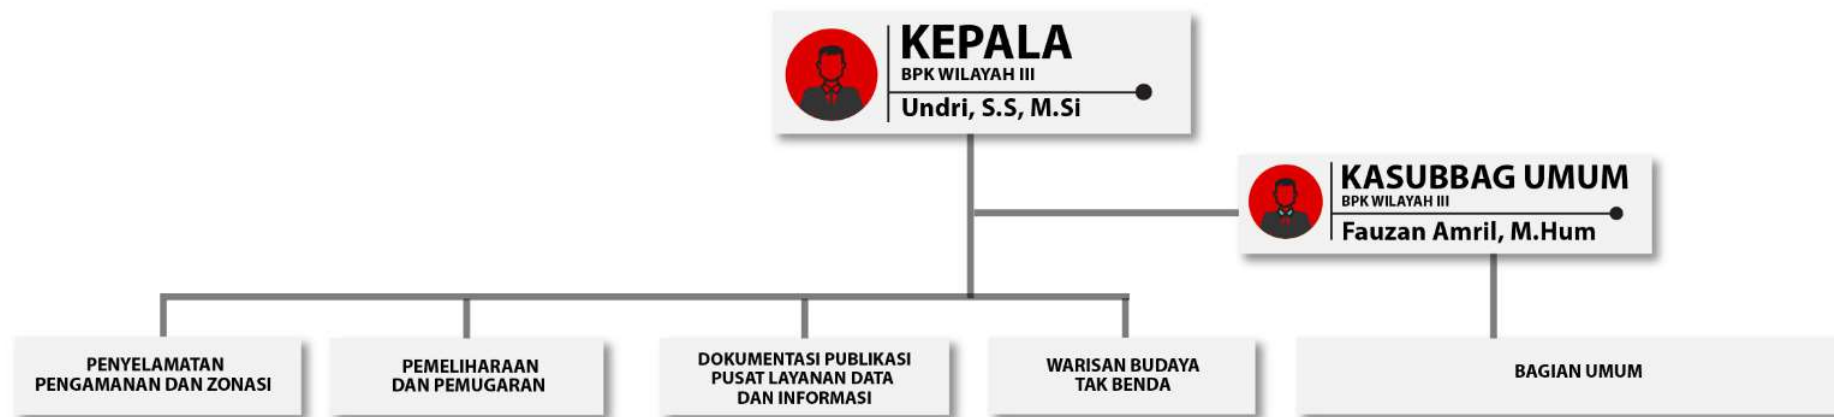 KEPALA
BPK WILAYAH III
Undri, S.S, M.Si
KASUBBAG UMUM
BPK WILAYAH III
Fauzan Amril, M.Hum
PENYELAMATAN
PENGAMANAN DAN ZONASI
PEMELIHARAAN
DAN PEMUGARAN
DOKUMENTASI PUBLIKASI
PUSAT LAYANAN DATA
DAN INFORMASI
WARISAN BUDAYA
TAK BENDA
BAGIAN UMUM